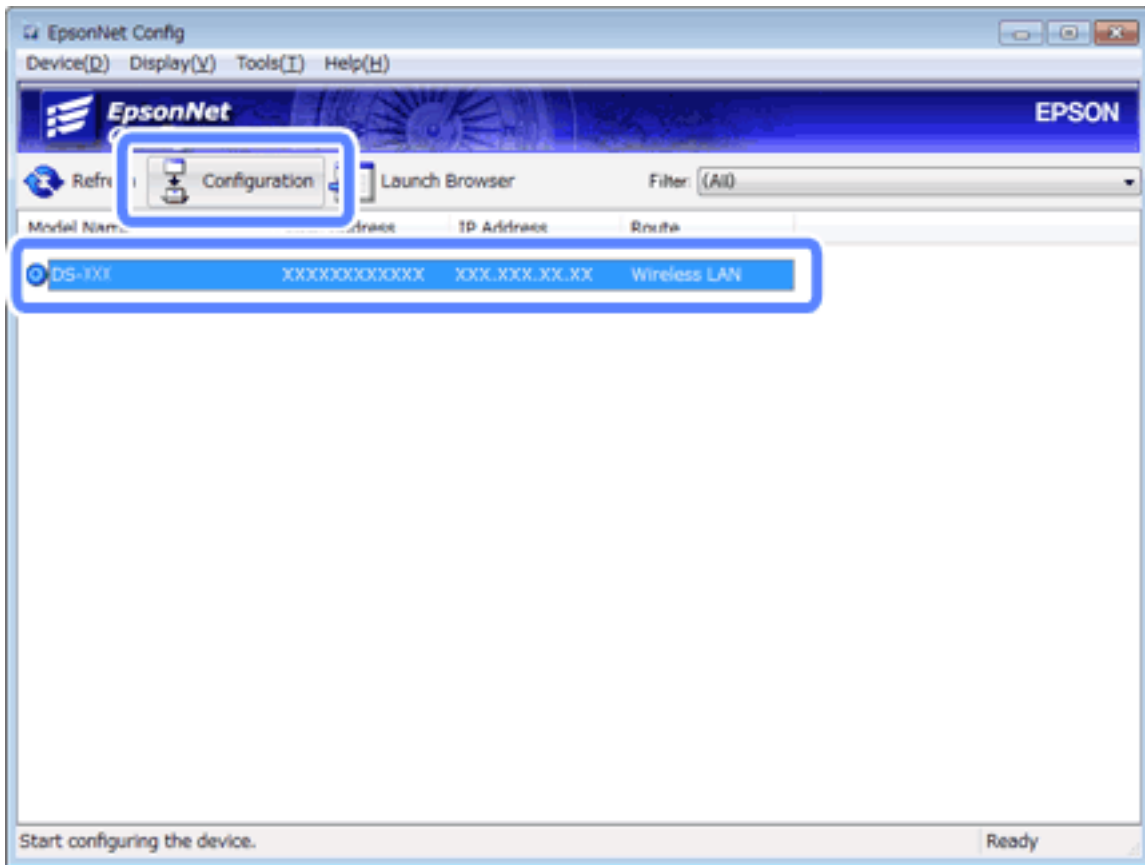 EpsonNet Config
Device(D) Display(V) Tools(T) Help(H)
EpsonNet
EPSON
Configuration Launch Browser Filter: (All)
IP Address Route
DS-XXX XXXXXXXXXXXX XXX.XXX.XX.XX Wireless LAN
Start configuring the device. Ready